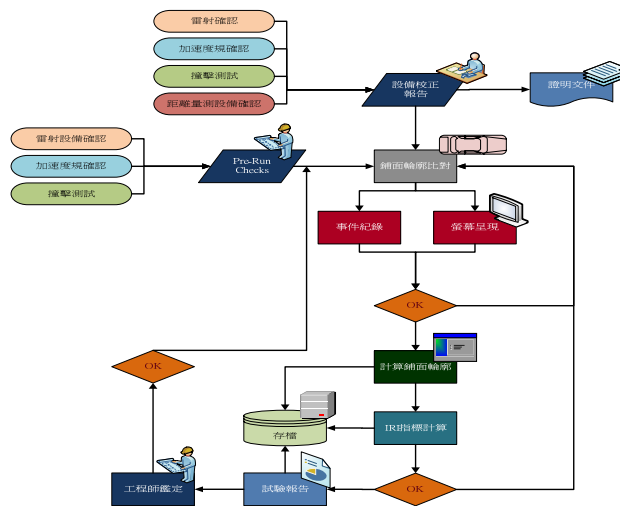 雷射確認
加速度規確認
撞擊測試
距離量測設備確認
設備校正
報告
證明文件
雷射設備確認
加速度規確認
撞擊測試
Pre-Run
Checks
鋪面輪廓比對
事件紀錄
螢幕呈現
OK
OK
計算鋪面輪廓
存檔
IRI指標計算
工程師鑑定
試驗報告
OK